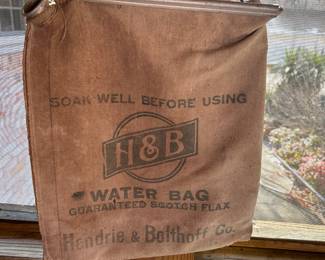 SOAK WELL BEFORE USING
H&B
WATER BAG
GUARANTEED SCOTCH FLAX
Hendrie & Bolthoff Co.